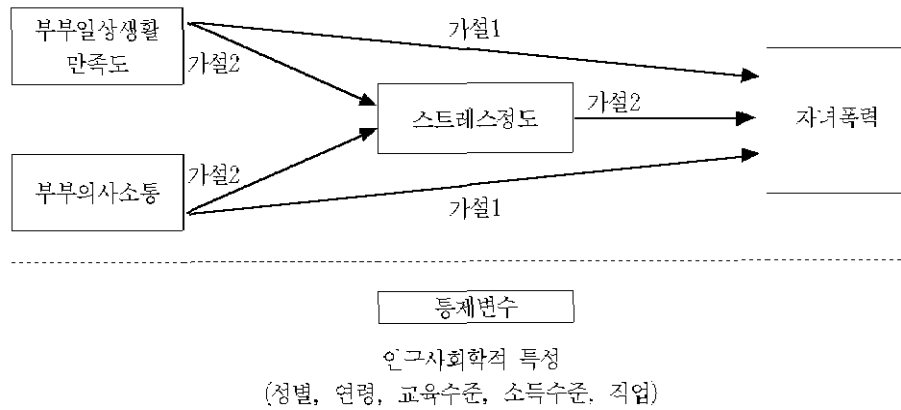 부부일상생활
만족도
가설1
가설2
스트레스정도
가설2
자녀폭력
부부의사소통
가설2
가설1
통제변수
인구사회학적 특성
(성별, 연령, 교육수준, 소득수준, 직업)